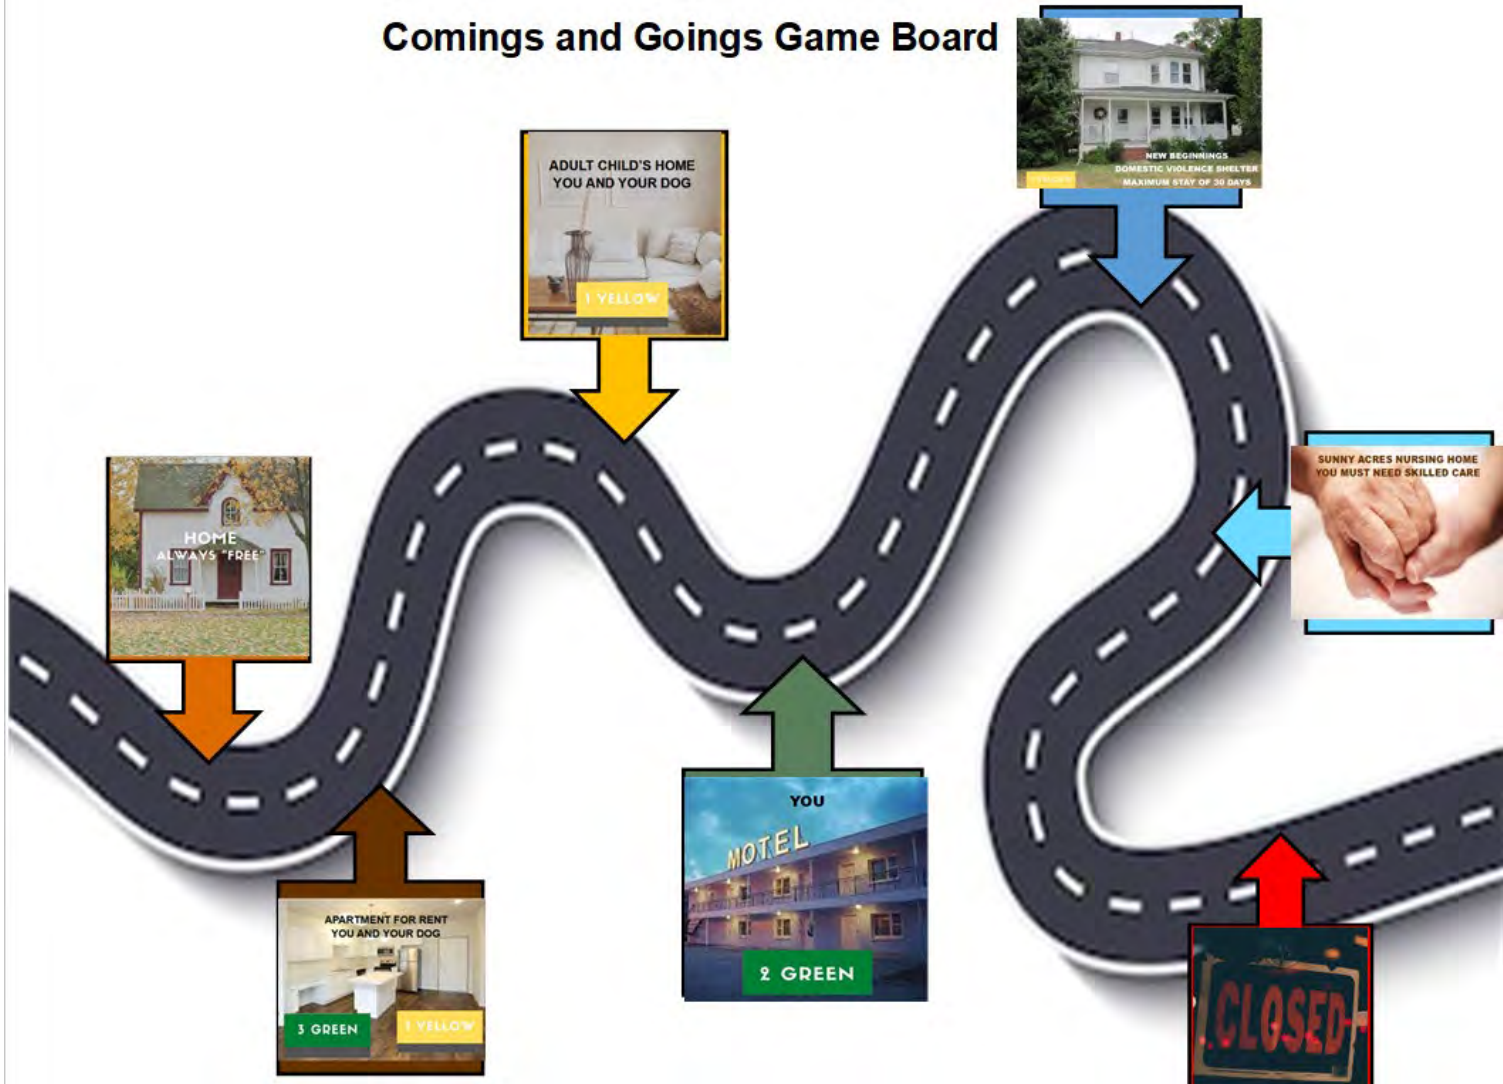 Comings and Goings Game Board
NEW BEGINNINGS
DOMESTIC VIOLENCE SHELTER
MAXIMUM STAY OF 30 DAYS
ADULT CHILD'S HOME
YOU AND YOUR DOG
1 YELLOW
SUNNY ACRES NURSING HOME
YOU MUST NEED SKILLED CARE
HOME
ALWAYS "FREE"
YOU
MOTEL
2 GREEN
APARTMENT FOR RENT
YOU AND YOUR DOG
3 GREEN
1 YELLOW
CLOSED